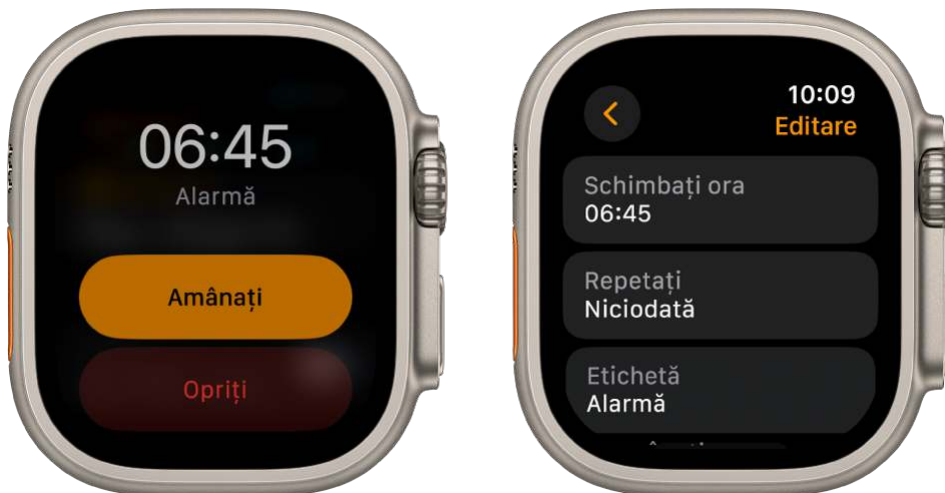 06:45
Alarmă
Amânați
Opriți
10:09
Editare
Schimbați ora
06:45
Repetați
Niciodată
Etichetă
Alarmă